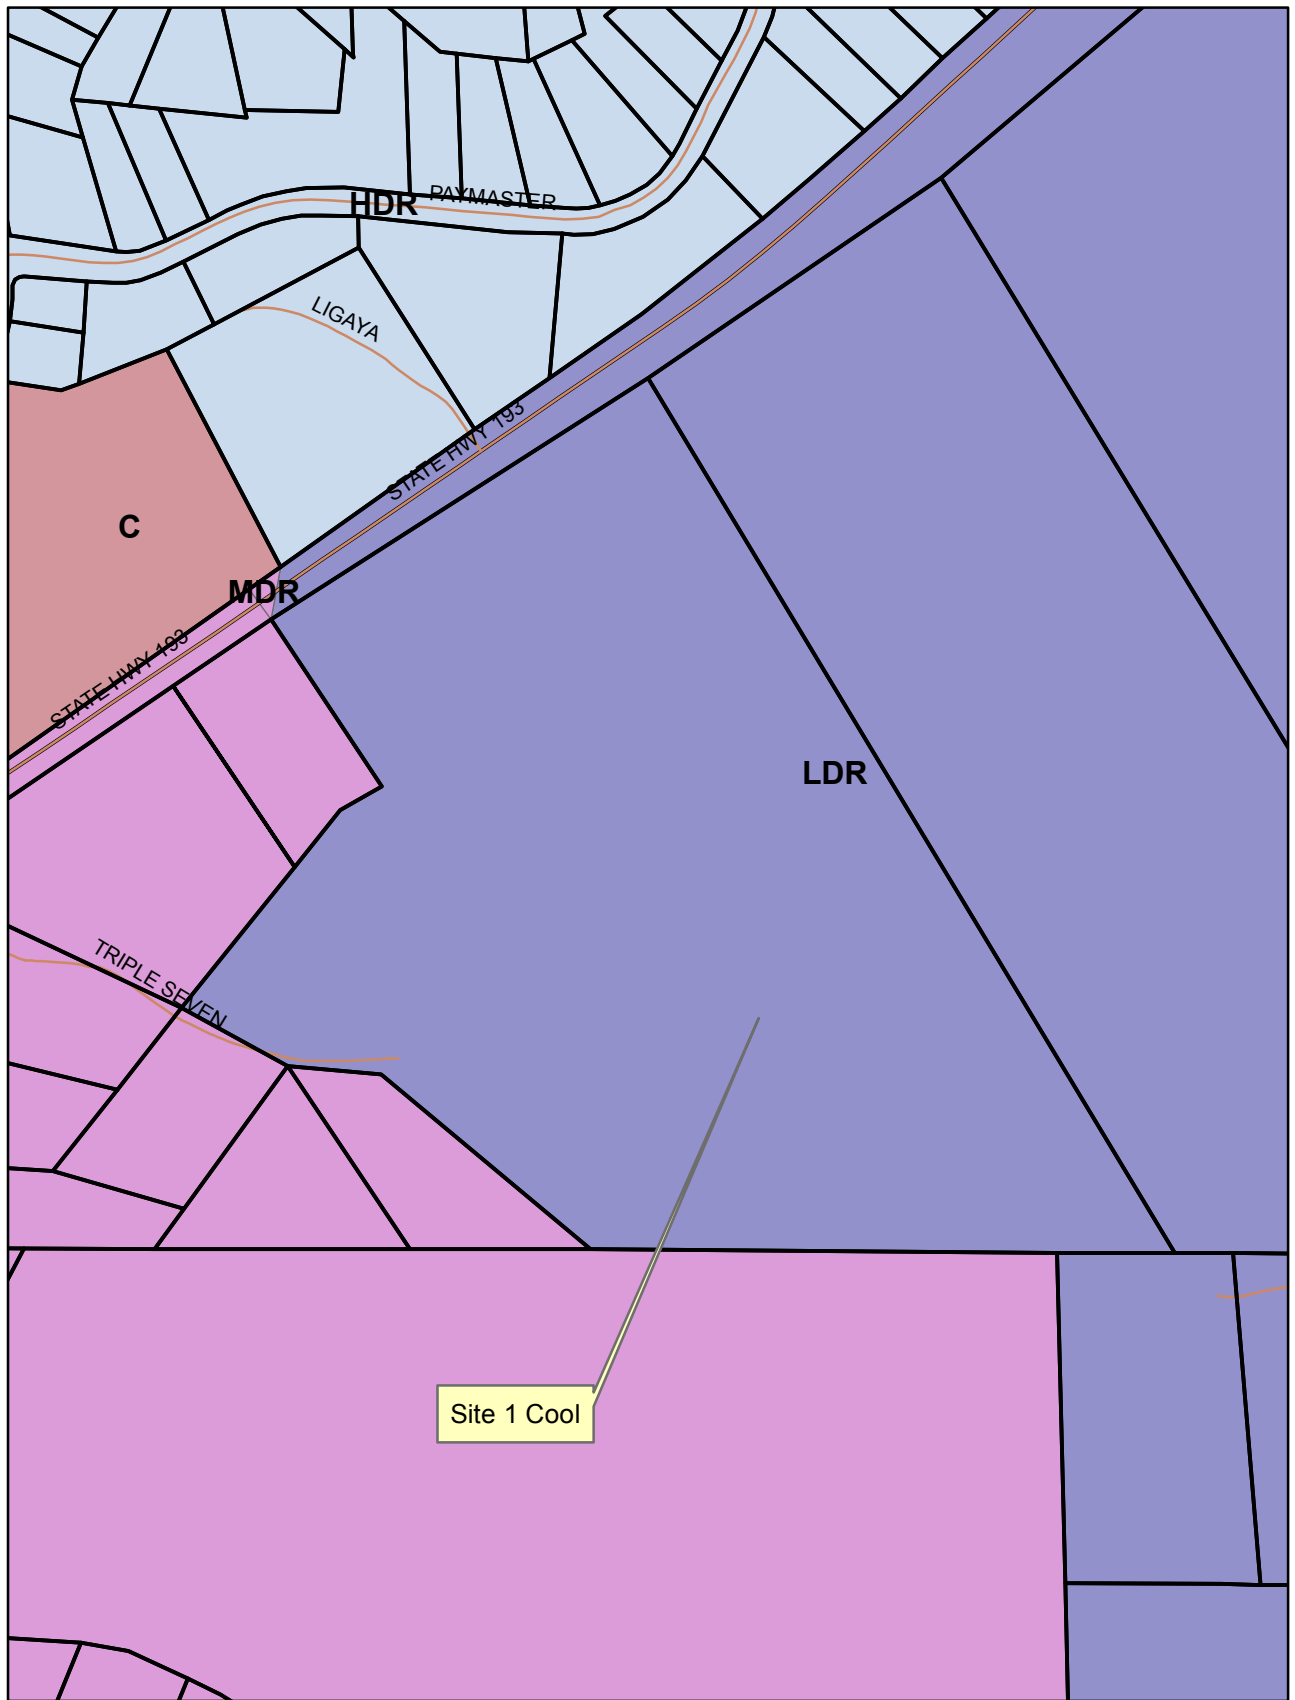 PAYMASTER
HDR
LIGAYA
STATE HWY 193
C
MDR
STATE HWY 193
LDR
TRIPLE SEVEN
Site 1 Cool